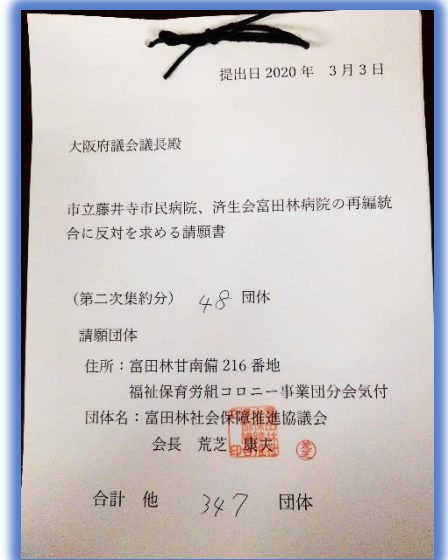 提出日 2020 年　3 月 3 日
大阪府議会議長殿
市立藤井寺市民病院、済生会富田林病院の再編統
合に反対を求める請願書
（第二次集約分）　48　団体
請願団体
住所：富田林甘南備 216 番地
福祉保育労組コロニー事業団分会気付
団体名：富田林社会保障推進協議会
会長　荒芝　康夫
合計　他　347　団体